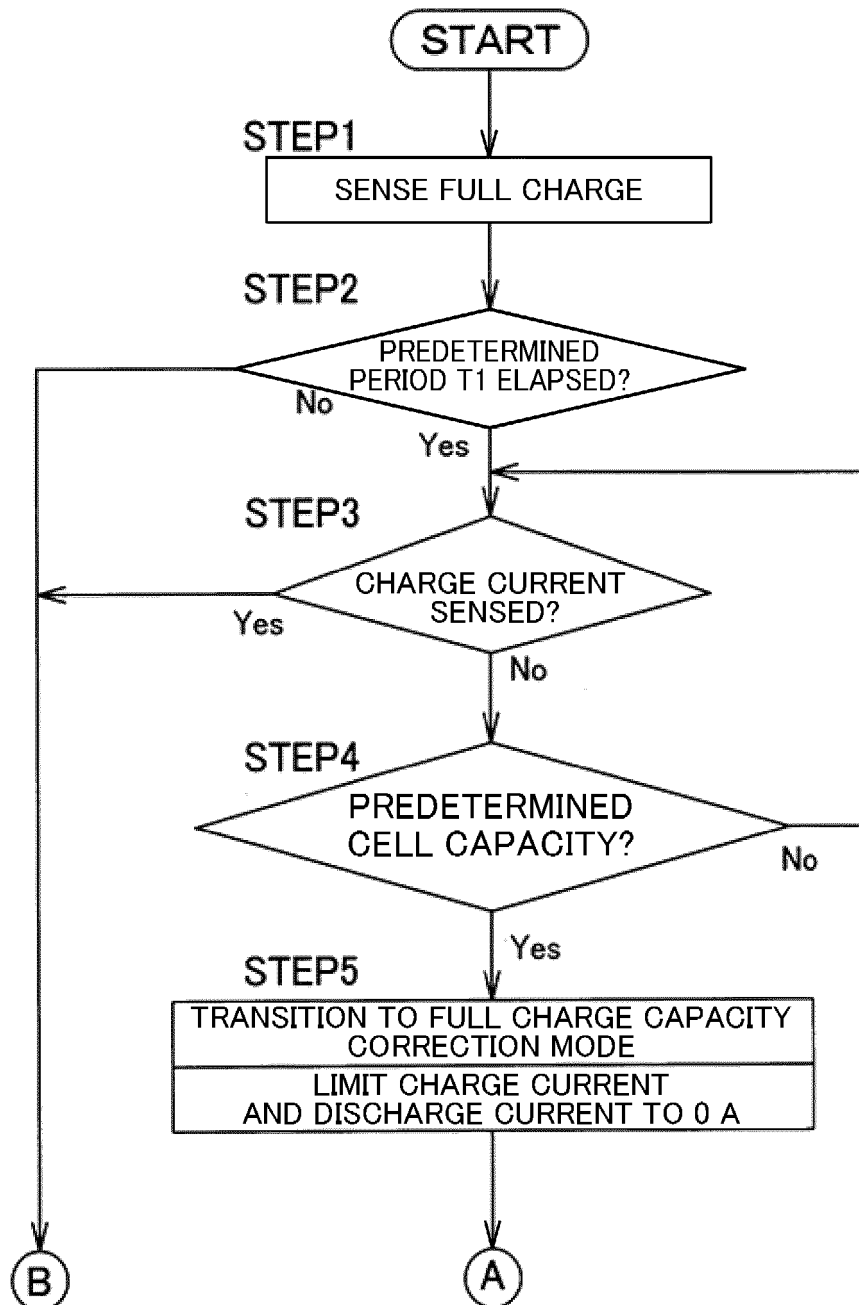 START
STEP1
SENSE FULL CHARGE
STEP2
PREDETERMINED
PERIOD T1 ELAPSED?
No
Yes
STEP3
CHARGE CURRENT
SENSED?
Yes
No
STEP4
PREDETERMINED
CELL CAPACITY?
No
Yes
STEP5
TRANSITION TO FULL CHARGE CAPACITY
CORRECTION MODE
LIMIT CHARGE CURRENT
AND DISCHARGE CURRENT TO 0 A
B
A